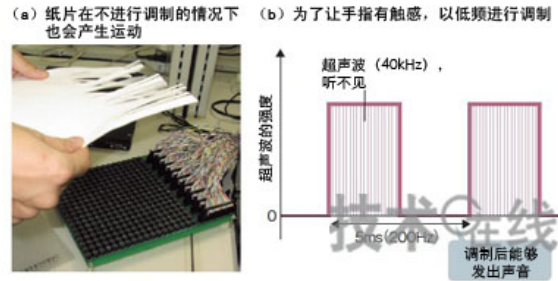 （a）纸片在不进行调制的情况下
也会产生运动
（b）为了让手指有触感，以低频进行调制
超声波（40kHz），
听不见
超声波的强度
0
5ms(200Hz)
技术在线
调制后能够
发出声音